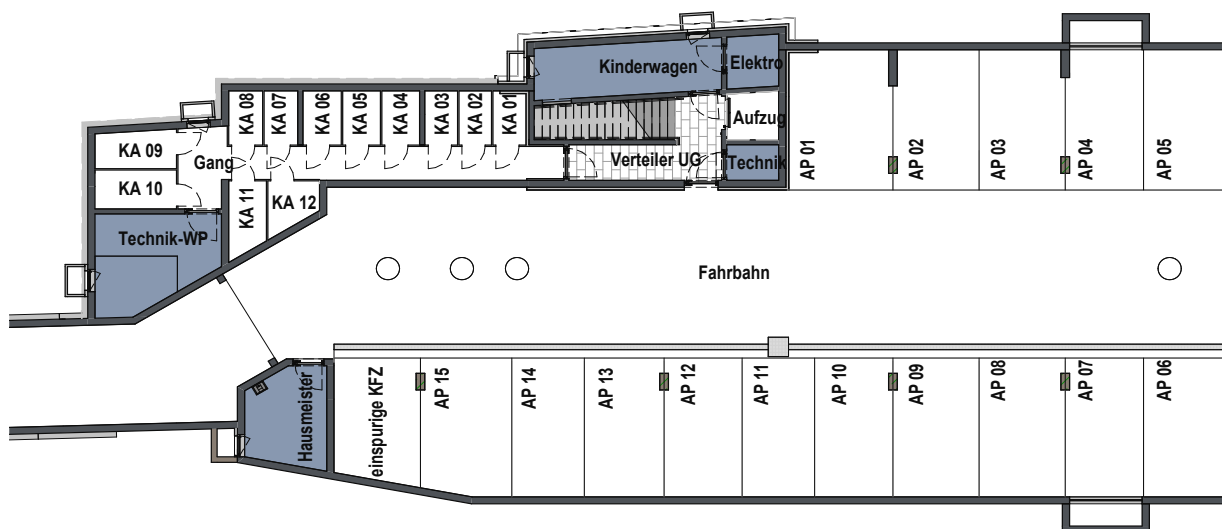 Kinderwagen
Elektro
KA 08
KA 07
KA 06
KA 05
KA 04
KA 03
KA 02
KA 01
Aufzug
KA 09
Gang
Verteiler UG
Technik
AP 01
AP 02
AP 03
AP 04
AP 05
KA 10
KA 11
KA 12
Technik-WP
Fahrbahn
Hausmeister
einspurige KFZ
AP 15
AP 14
AP 13
AP 12
AP 11
AP 10
AP 09
AP 08
AP 07
AP 06